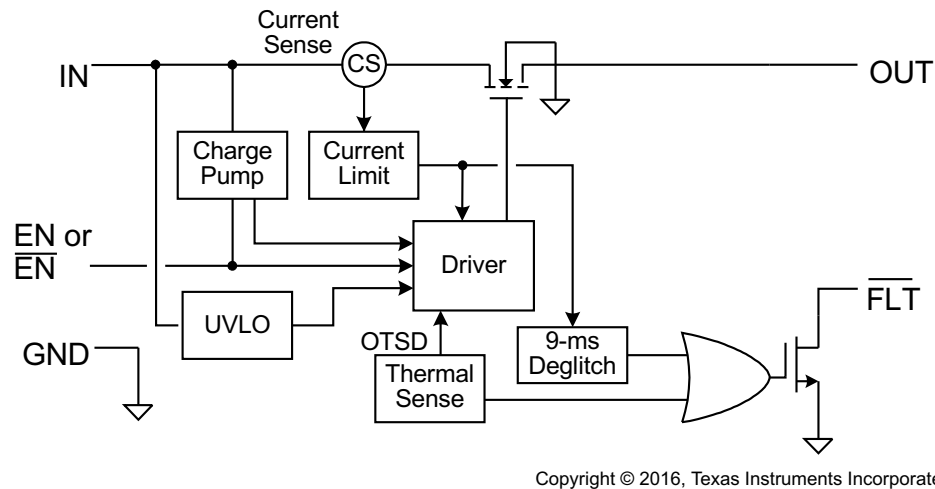 Current
Sense
IN
CS
OUT
Charge
Pump
Current
Limit
EN or
EN
Driver
UVLO
FLT
GND
OTSD
9-ms
Deglitch
Thermal
Sense
Copyright © 2016, Texas Instruments Incorporate